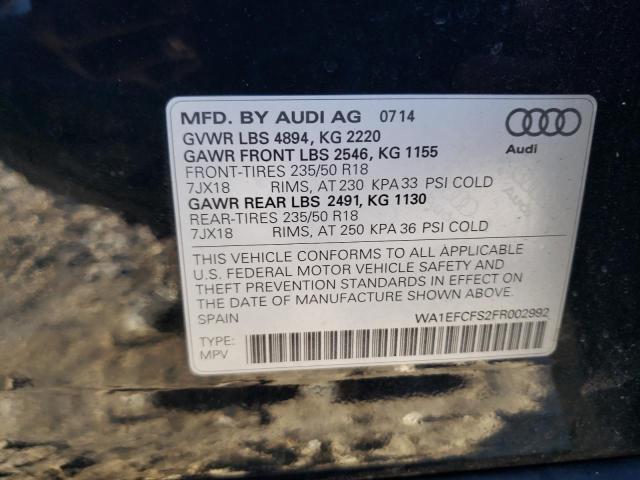 MFD. BY AUDI AG 0714
GVWR LBS 4894, KG 2220
GAWR FRONT LBS 2546, KG 1155
FRONT-TIRES 235/50 R18
7JX18 RIMS, AT 230 KPA 33 PSI COLD
GAWR REAR LBS 2491, KG 1130
REAR-TIRES 235/50 R18
7JX18 RIMS, AT 250 KPA 36 PSI COLD
Audi
THIS VEHICLE CONFORMS TO ALL APPLICABLE
U.S. FEDERAL MOTOR VEHICLE SAFETY AND
THEFT PREVENTION STANDARDS IN EFFECT ON THE
DATE OF MANUFACTURE SHOWN ABOVE.
SPAIN WA1EFCFS2FR002992
TYPE:
MPV